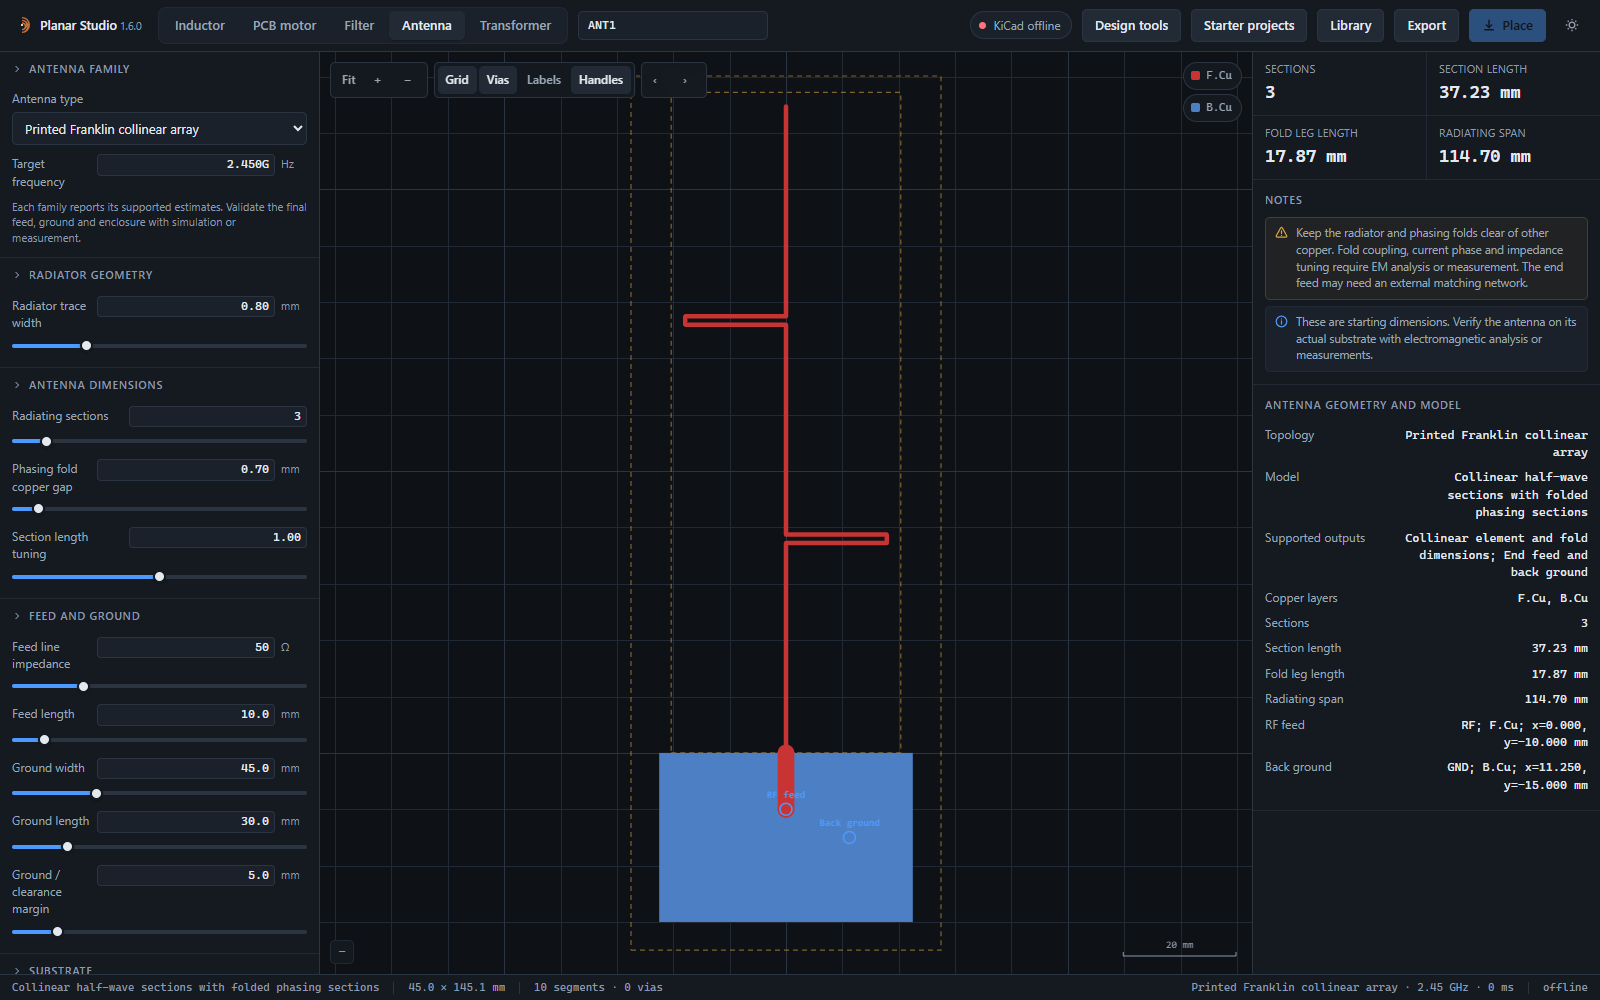 Planar Studio 1.6.0
Inductor
PCB motor
Filter
Antenna
Transformer
ANT1
KiCad offline
Design tools
Starter projects
Library
Export
Place
ANTENNA FAMILY
Antenna type
Printed Franklin collinear array
Target frequency
2.450G Hz
Each family reports its supported estimates. Validate the final
feed, ground and enclosure with simulation or
measurement.
RADIATOR GEOMETRY
Radiator trace width
0.80 mm
ANTENNA DIMENSIONS
Radiating sections
3
Phasing fold copper gap
0.70 mm
Section length tuning
1.00
FEED AND GROUND
Feed line impedance
50 Ω
Feed length
10.0 mm
Ground width
45.0 mm
Ground length
30.0 mm
Ground / clearance margin
5.0 mm
SUBSTRATE
Fit + −
Grid Vias Labels Handles
‹ ›
F.Cu
B.Cu
RF feed
Back ground
20 mm
−
SECTIONS
3
SECTION LENGTH
37.23 mm
FOLD LEG LENGTH
17.87 mm
RADIATING SPAN
114.70 mm
NOTES
Keep the radiator and phasing folds clear of other
copper. Fold coupling, current phase and impedance
tuning require EM analysis or measurement. The end
feed may need an external matching network.
These are starting dimensions. Verify the antenna on its
actual substrate with electromagnetic analysis or
measurements.
ANTENNA GEOMETRY AND MODEL
Topology
Printed Franklin collinear
array
Model
Collinear half-wave
sections with folded
phasing sections
Supported outputs
Collinear element and fold
dimensions; End feed and
back ground
Copper layers
F.Cu, B.Cu
Sections
3
Section length
37.23 mm
Fold leg length
17.87 mm
Radiating span
114.70 mm
RF feed
RF; F.Cu; x=0.000,
y=−10.000 mm
Back ground
GND; B.Cu; x=11.250,
y=−15.000 mm
Collinear half-wave sections with folded phasing sections
45.0 × 145.1 mm
10 segments · 0 vias
Printed Franklin collinear array · 2.45 GHz · 0 ms
offline